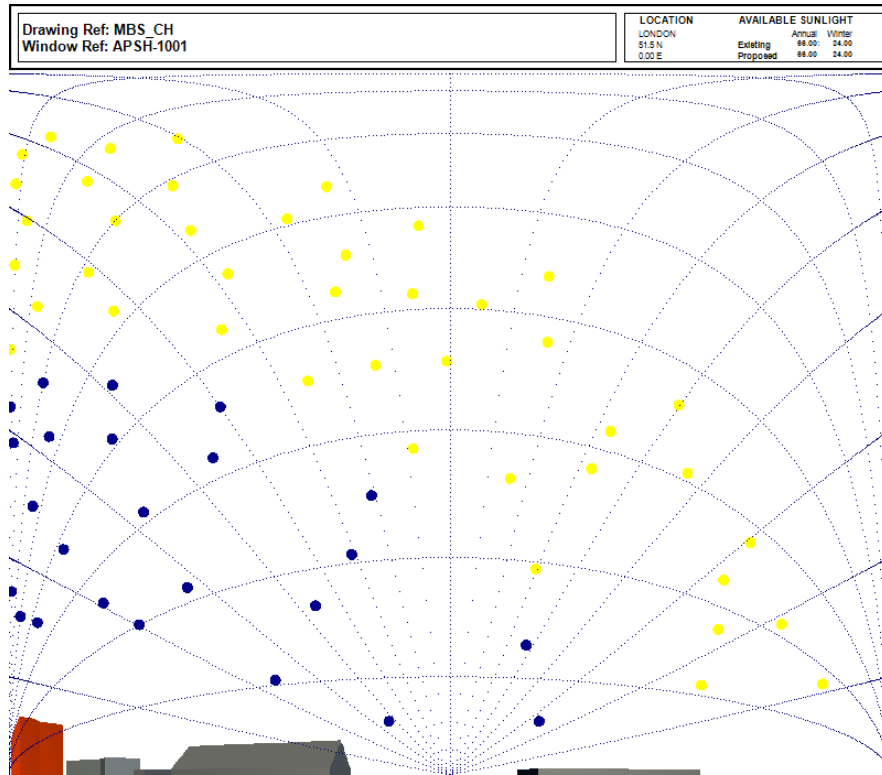 Drawing Ref: MBS_CH
Window Ref: APSH-1001
LOCATION
LONDON
51.5 N
0.00 E
AVAILABLE SUNLIGHT
Annual Winter
Existing 66.00: 24.00
Proposed 66.00 24.00